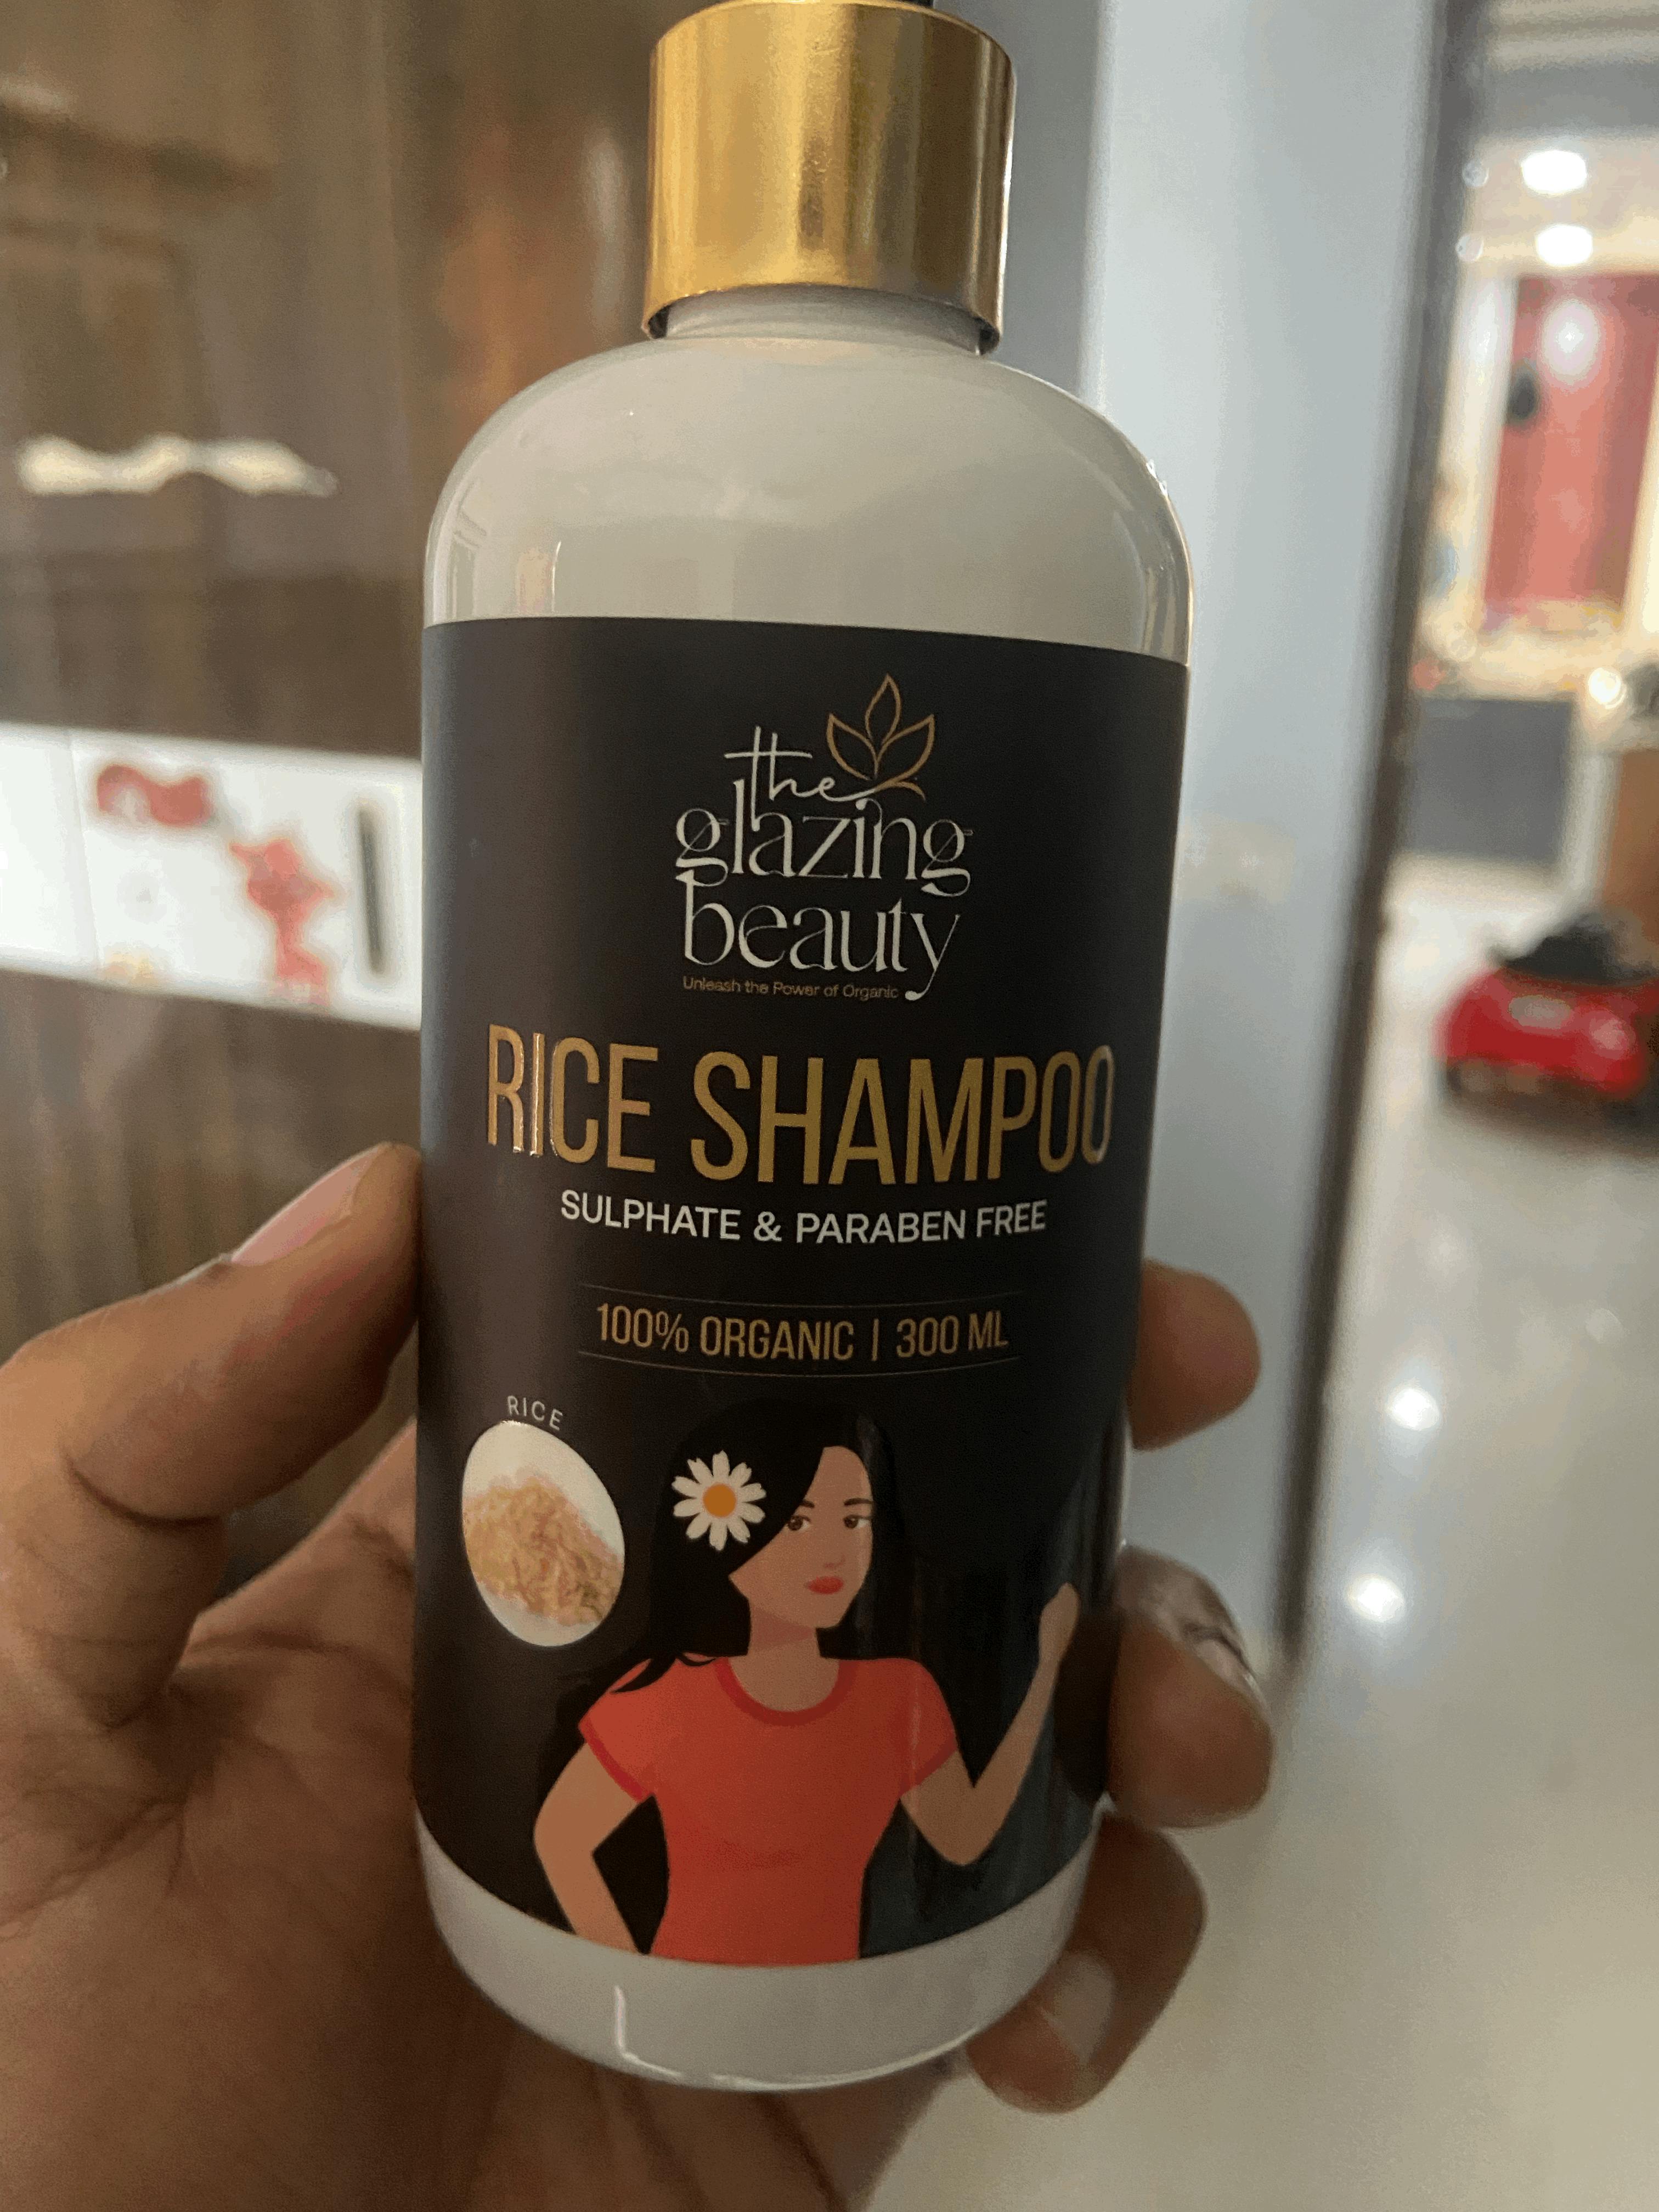 the
glazing
beauty
Unleash the Power of Organic
RICE SHAMPOO
SULPHATE & PARABEN FREE
100% ORGANIC | 300 ML
RICE